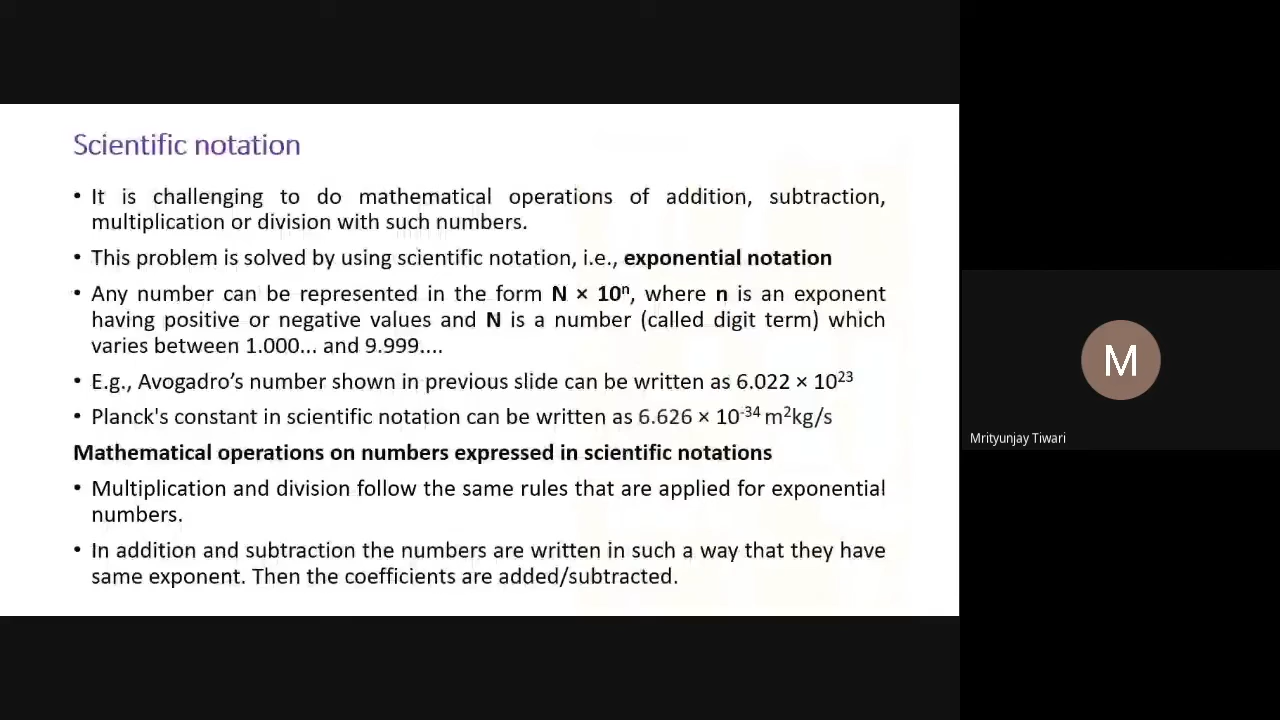 Scientific notation
• It is challenging to do mathematical operations of addition, subtraction,
multiplication or division with such numbers.
• This problem is solved by using scientific notation, i.e., exponential notation
• Any number can be represented in the form N × 10ⁿ, where n is an exponent
having positive or negative values and N is a number (called digit term) which
varies between 1.000... and 9.999....
• E.g., Avogadro’s number shown in previous slide can be written as 6.022 × 10²³
• Planck's constant in scientific notation can be written as 6.626 × 10⁻³⁴ m²kg/s
Mathematical operations on numbers expressed in scientific notations
• Multiplication and division follow the same rules that are applied for exponential
numbers.
• In addition and subtraction the numbers are written in such a way that they have
same exponent. Then the coefficients are added/subtracted.
M
Mrityunjay Tiwari